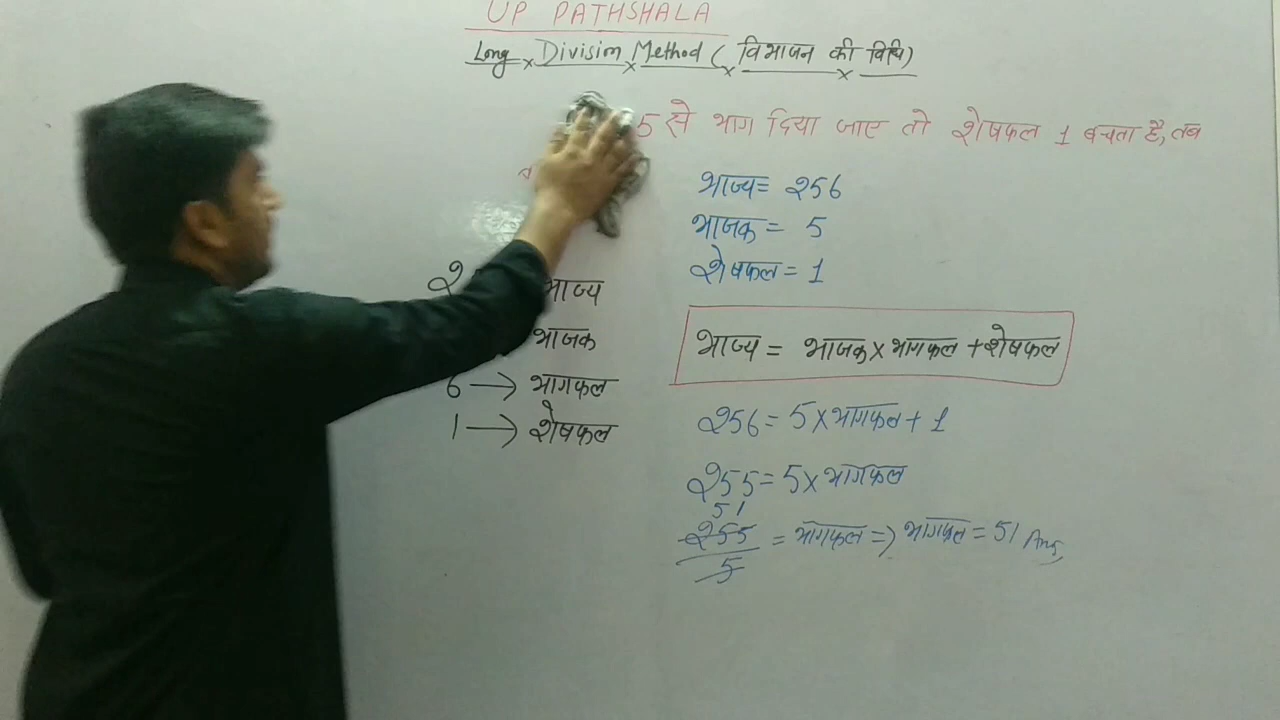 UP PATHSHALA
Long × Division × Method ( × विभाजन × की विधि)
5 से भाग दिया जाए तो शेषफल 1 बचता है, तब
भाज्य = 256
भाजक = 5
शेषफल = 1
2
भाज्य
भाजक
6 → भागफल
1 → शेषफल
भाज्य = भाजक × भागफल + शेषफल
256 = 5 × भागफल + 1
255 = 5 × भागफल
51
255/5 = भागफल => भागफल = 51 Ans,